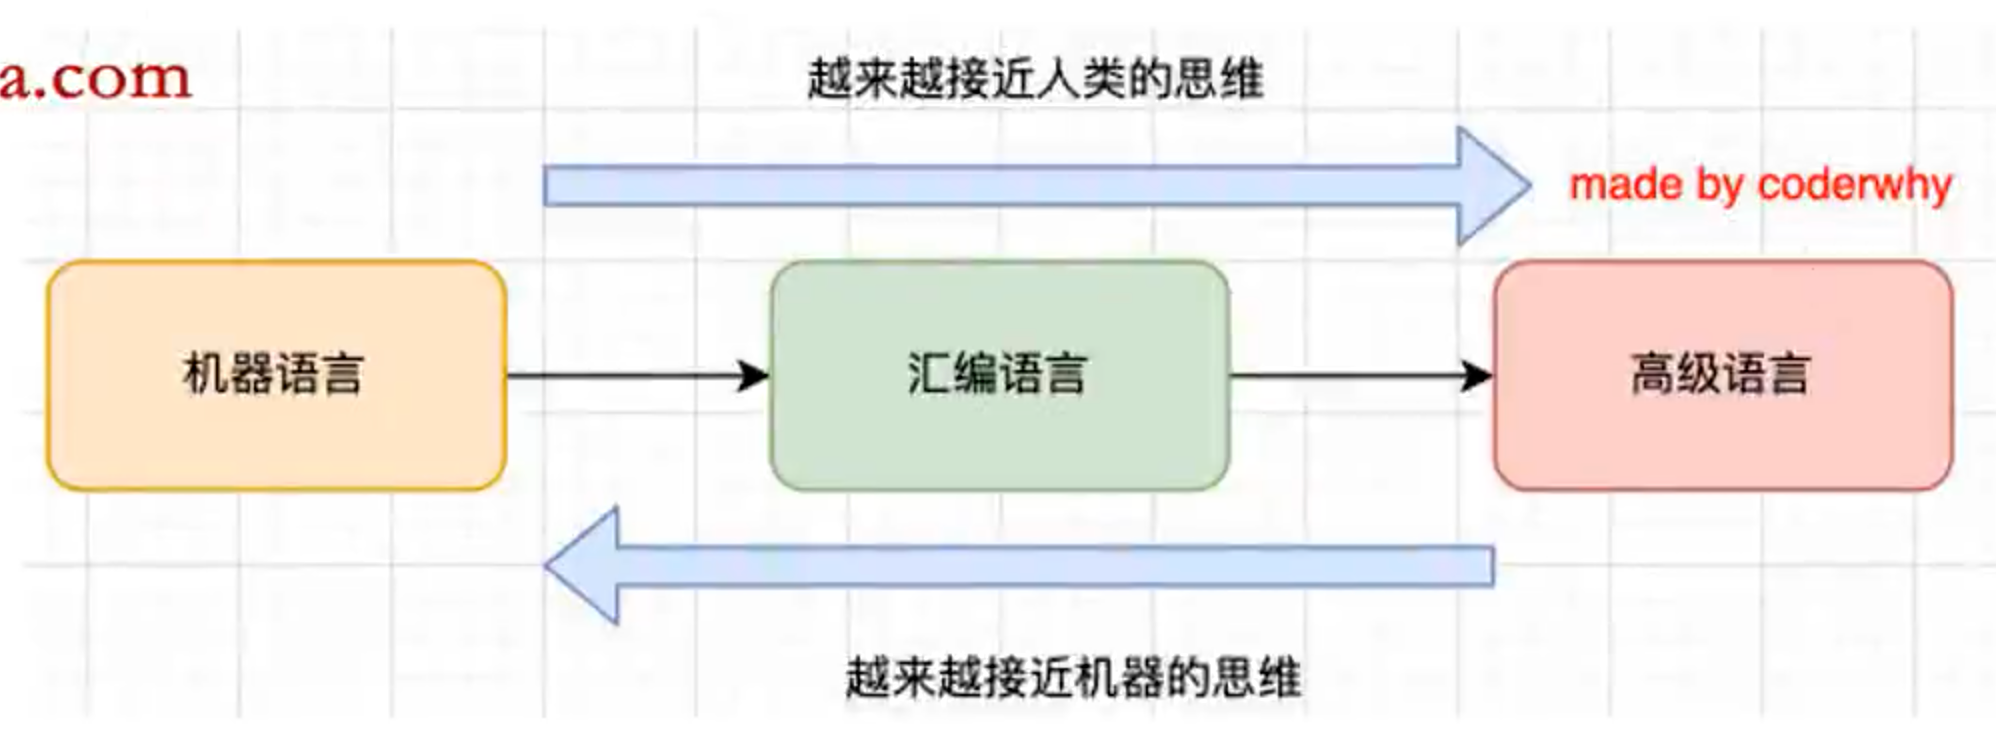 a.com
越来越接近人类的思维
made by coderwhy
机器语言
汇编语言
高级语言
越来越接近机器的思维